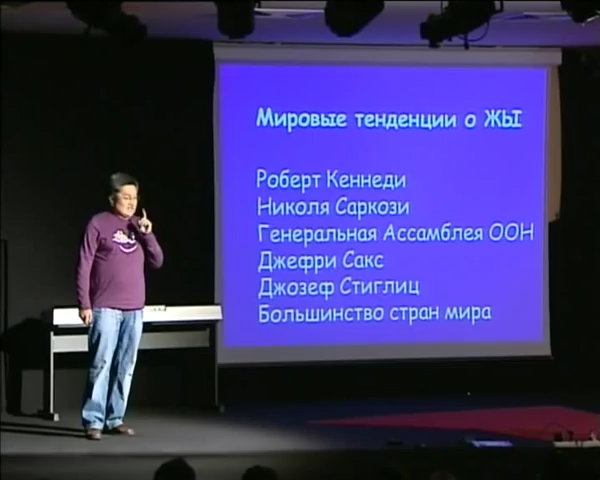 Мировые тенденции о ЖЫ
Роберт Кеннеди
Николя Саркози
Генеральная Ассамблея ООН
Джефри Сакс
Джозеф Стиглиц
Большинство стран мира